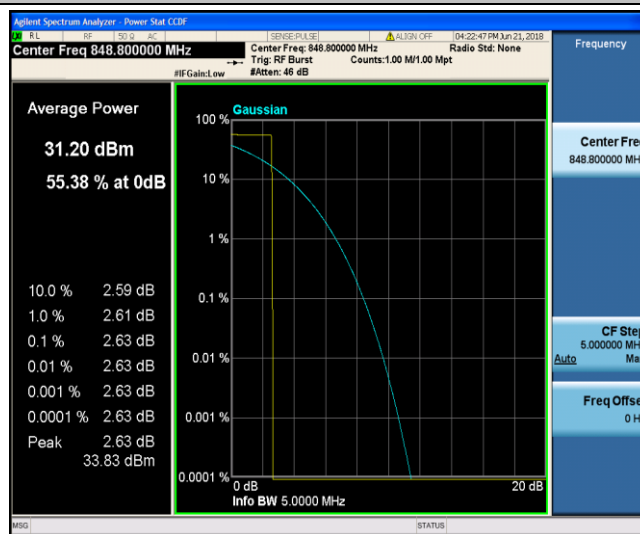 Agilent Spectrum Analyzer - Power Stat CCDF
RL RF 50 Ω AC SENSE:PULSE ALIGN OFF 04:22:47 PM Jun 21, 2018
Center Freq 848.800000 MHz
Center Freq: 848.800000 MHz Radio Std: None
Trig: RF Burst Counts:1.00 M/1.00 Mpt
#IFGain:Low #Atten: 46 dB
Frequency
Average Power
31.20 dBm
55.38 % at 0dB
10.0 % 2.59 dB
1.0 % 2.61 dB
0.1 % 2.63 dB
0.01 % 2.63 dB
0.001 % 2.63 dB
0.0001 % 2.63 dB
Peak 2.63 dB
33.83 dBm
Gaussian
100 %
10 %
1 %
0.1 %
0.01 %
0.001 %
0.0001 %
0 dB 20 dB
Info BW 5.0000 MHz
Center Fre
848.800000 MH
CF Ste
5.000000 MH
Auto Ma
Freq Offse
0 H
MSG STATUS